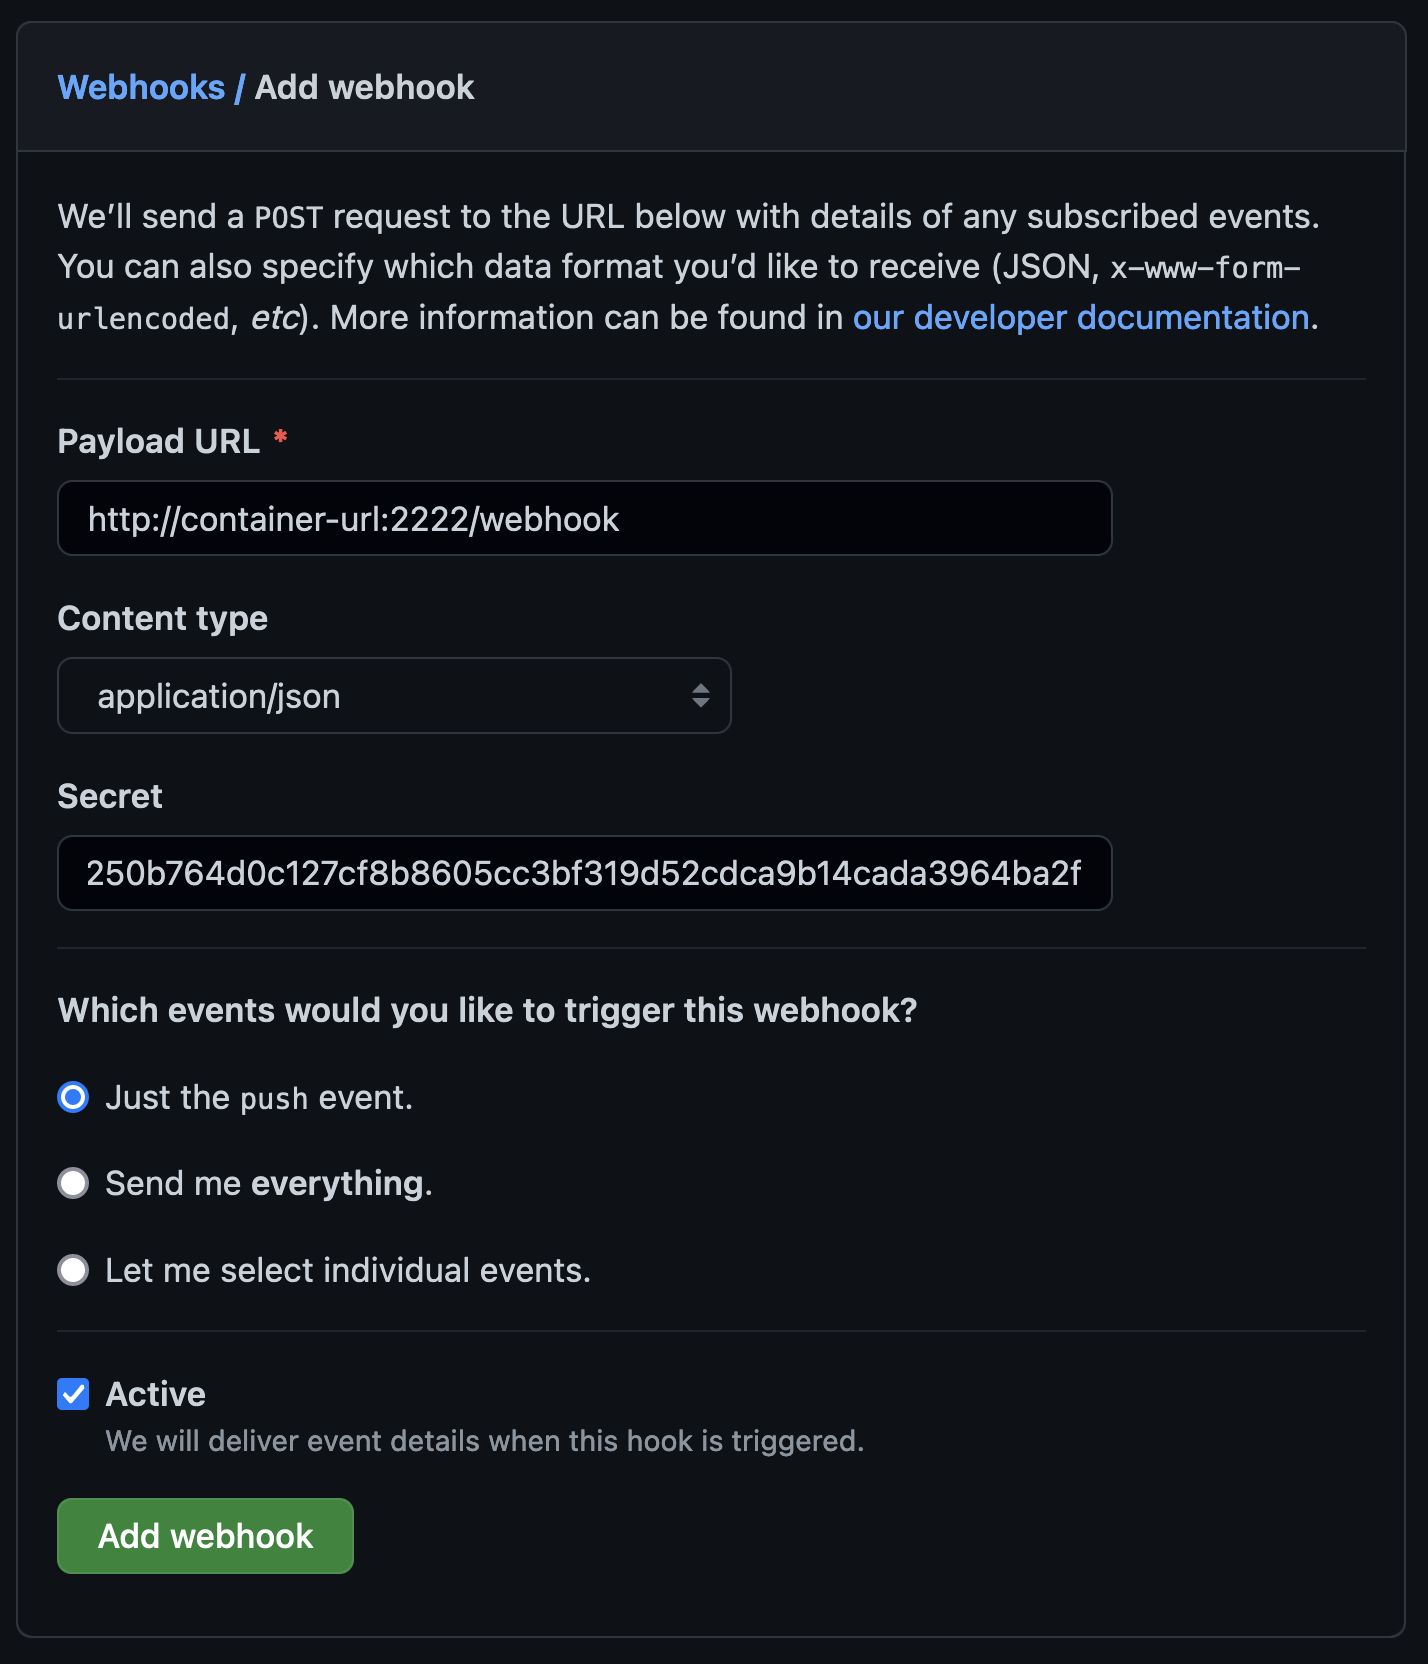 Webhooks / Add webhook
We’ll send a POST request to the URL below with details of any subscribed events.
You can also specify which data format you’d like to receive (JSON, x-www-form-
urlencoded, etc). More information can be found in our developer documentation.
Payload URL *
http://container-url:2222/webhook
Content type
application/json
Secret
250b764d0c127cf8b8605cc3bf319d52cdca9b14cada3964ba2f
Which events would you like to trigger this webhook?
Just the push event.
Send me everything.
Let me select individual events.
Active
We will deliver event details when this hook is triggered.
Add webhook